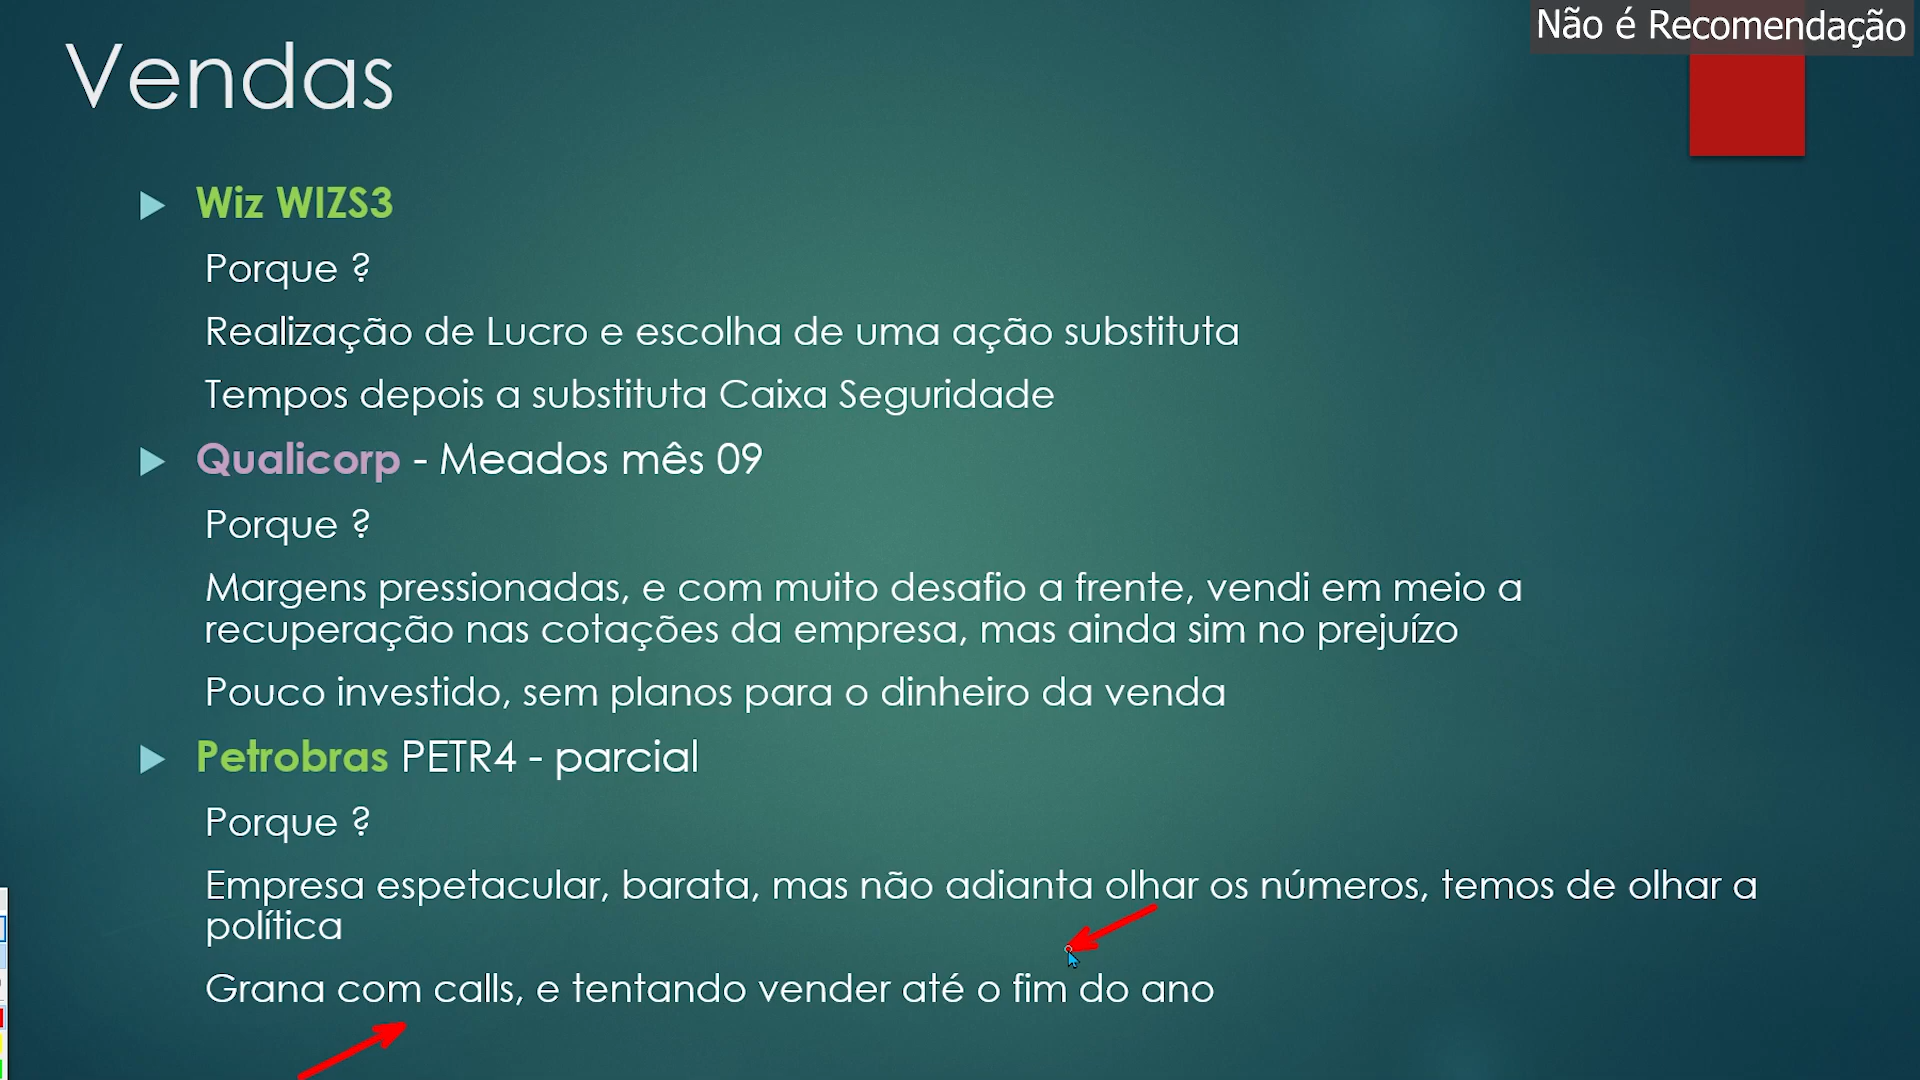 Não é Recomendação
Vendas
Wiz WIZS3
Porque ?
Realização de Lucro e escolha de uma ação substituta
Tempos depois a substituta Caixa Seguridade
Qualicorp - Meados mês 09
Porque ?
Margens pressionadas, e com muito desafio a frente, vendi em meio a
recuperação nas cotações da empresa, mas ainda sim no prejuízo
Pouco investido, sem planos para o dinheiro da venda
Petrobras PETR4 - parcial
Porque ?
Empresa espetacular, barata, mas não adianta olhar os números, temos de olhar a
política
Grana com calls, e tentando vender até o fim do ano